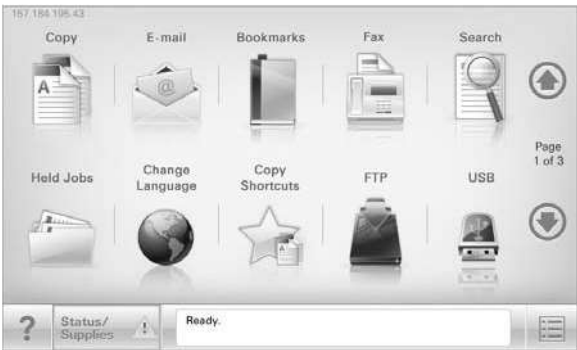 157.184.196.43
Copy
E-mail
Bookmarks
Fax
Search
A
@
Page
1 of 3
Held Jobs
Change
Language
Copy
Shortcuts
FTP
USB
?
Status/
Supplies
Ready.